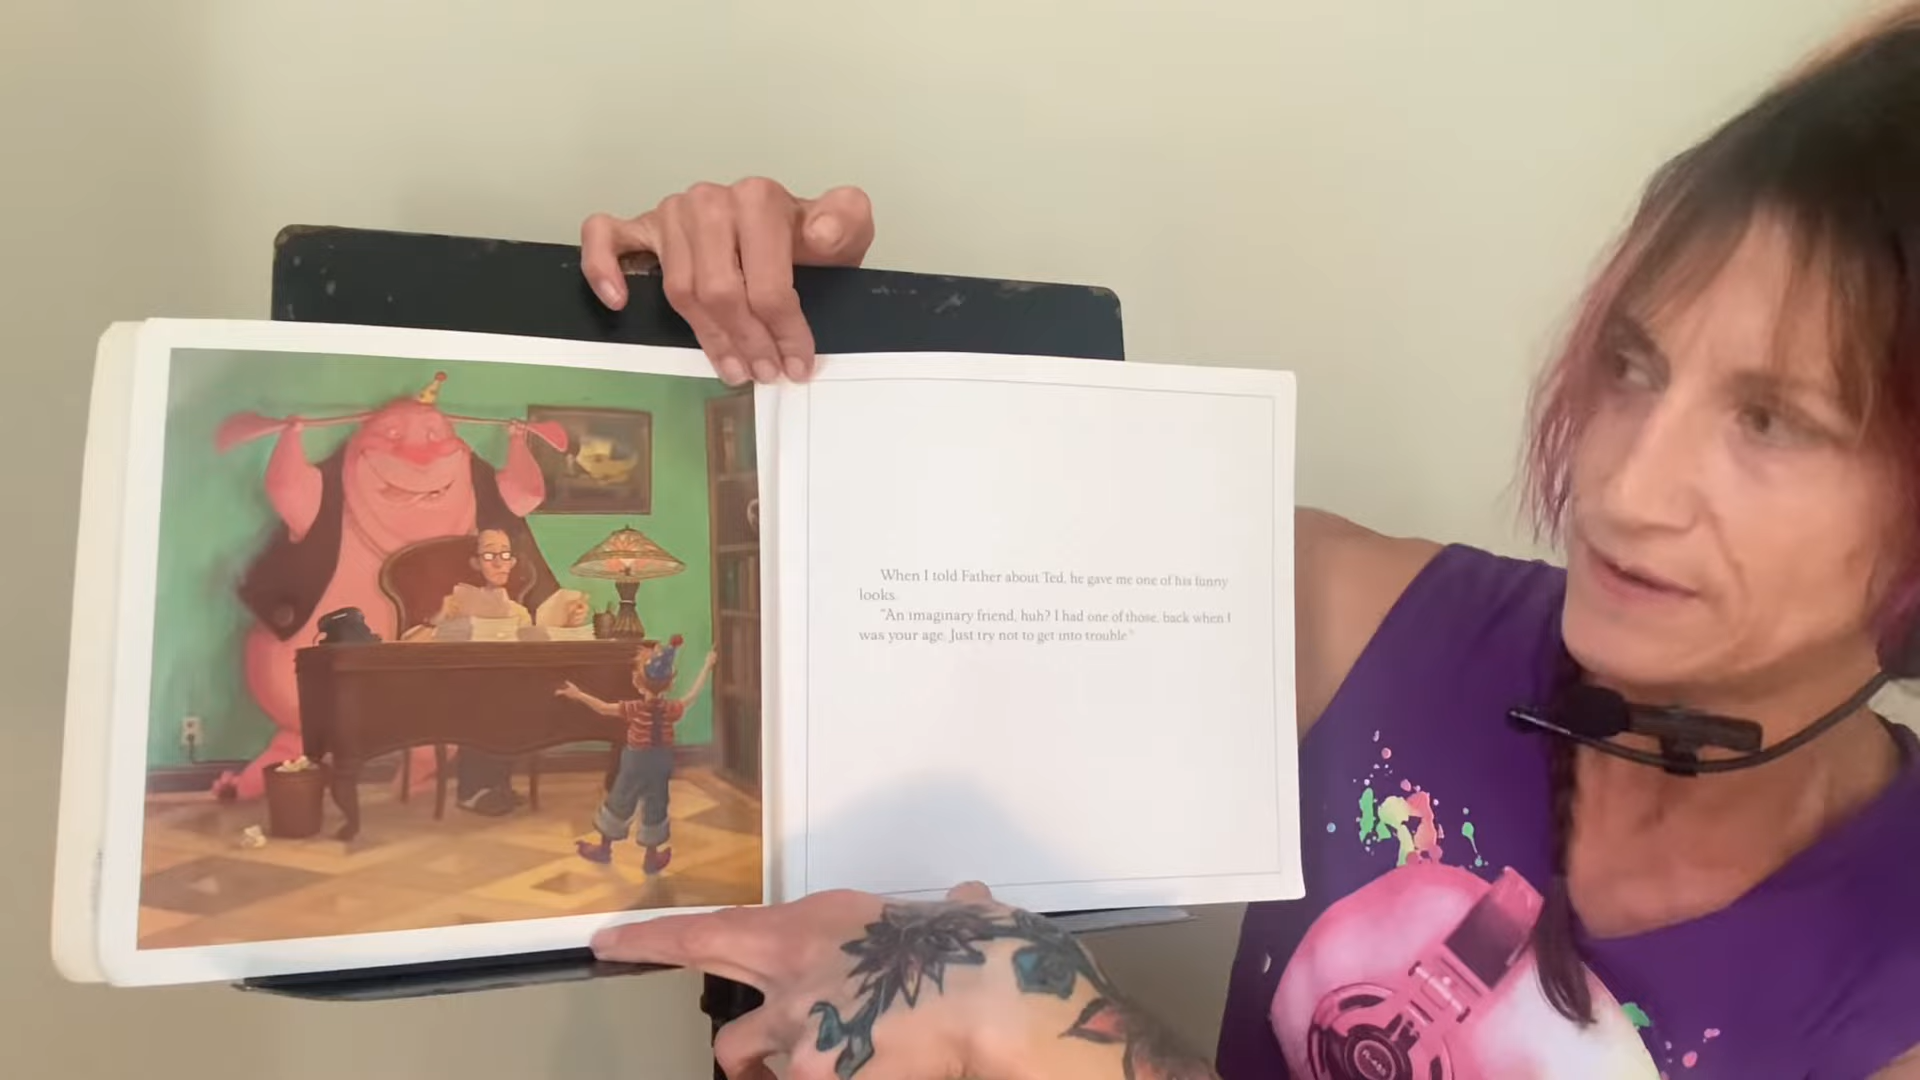 When I told Father about Ted, he gave me one of his funny
looks.
"An imaginary friend, huh? I had one of those, back when I
was your age. Just try not to get into trouble."